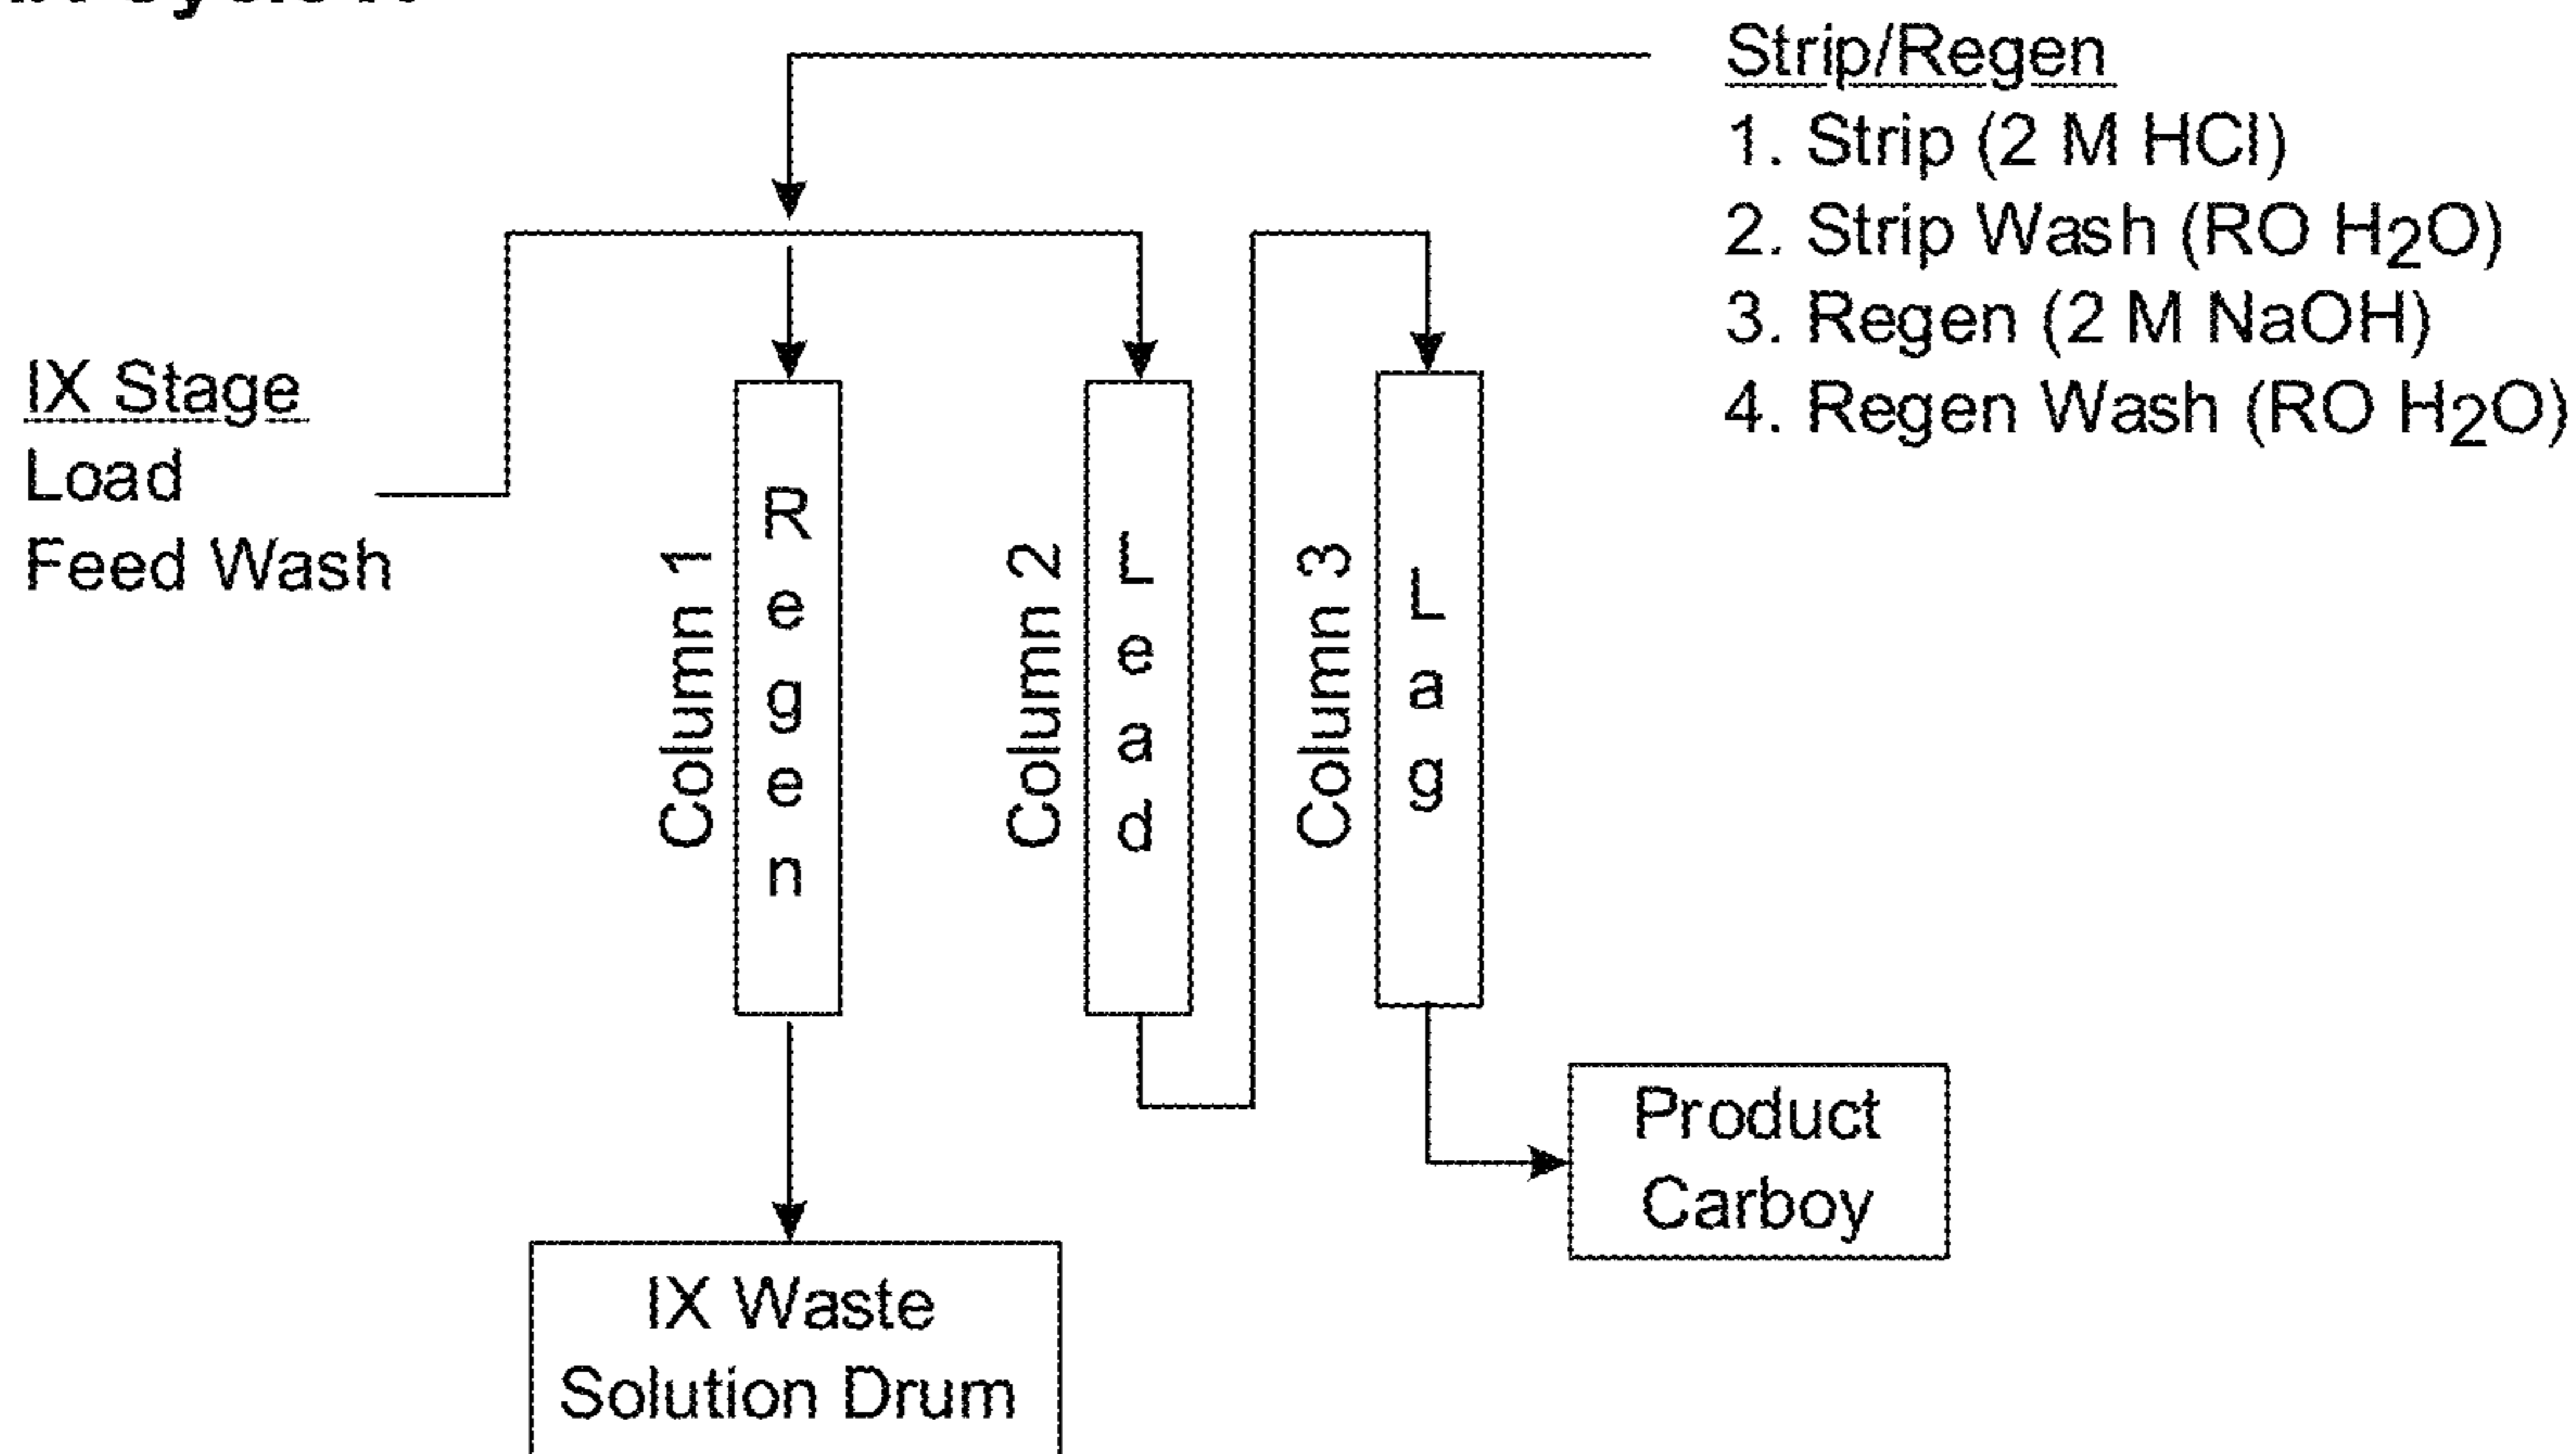 Strip/Regen
1. Strip (2 M HCl)
2. Strip Wash (RO H2O)
3. Regen (2 M NaOH)
4. Regen Wash (RO H2O)
IX Stage
Load
Feed Wash
Column 1
Regen
Column 2
Lead
Column 3
Lag
Product
Carboy
IX Waste
Solution Drum